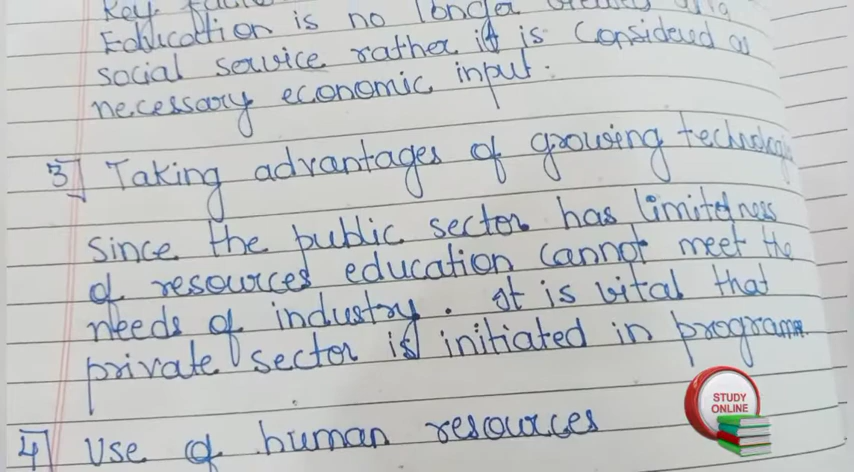 Key
Education is no longer
social service rather it is Considered as
necessary economic input.
3] Taking advantages of growing technology
Since the public sector has limitedness
of resources education cannot meet the
needs of industry. It is vital that
private sector is initiated in program.
4] Use of human resources
STUDY
ONLINE